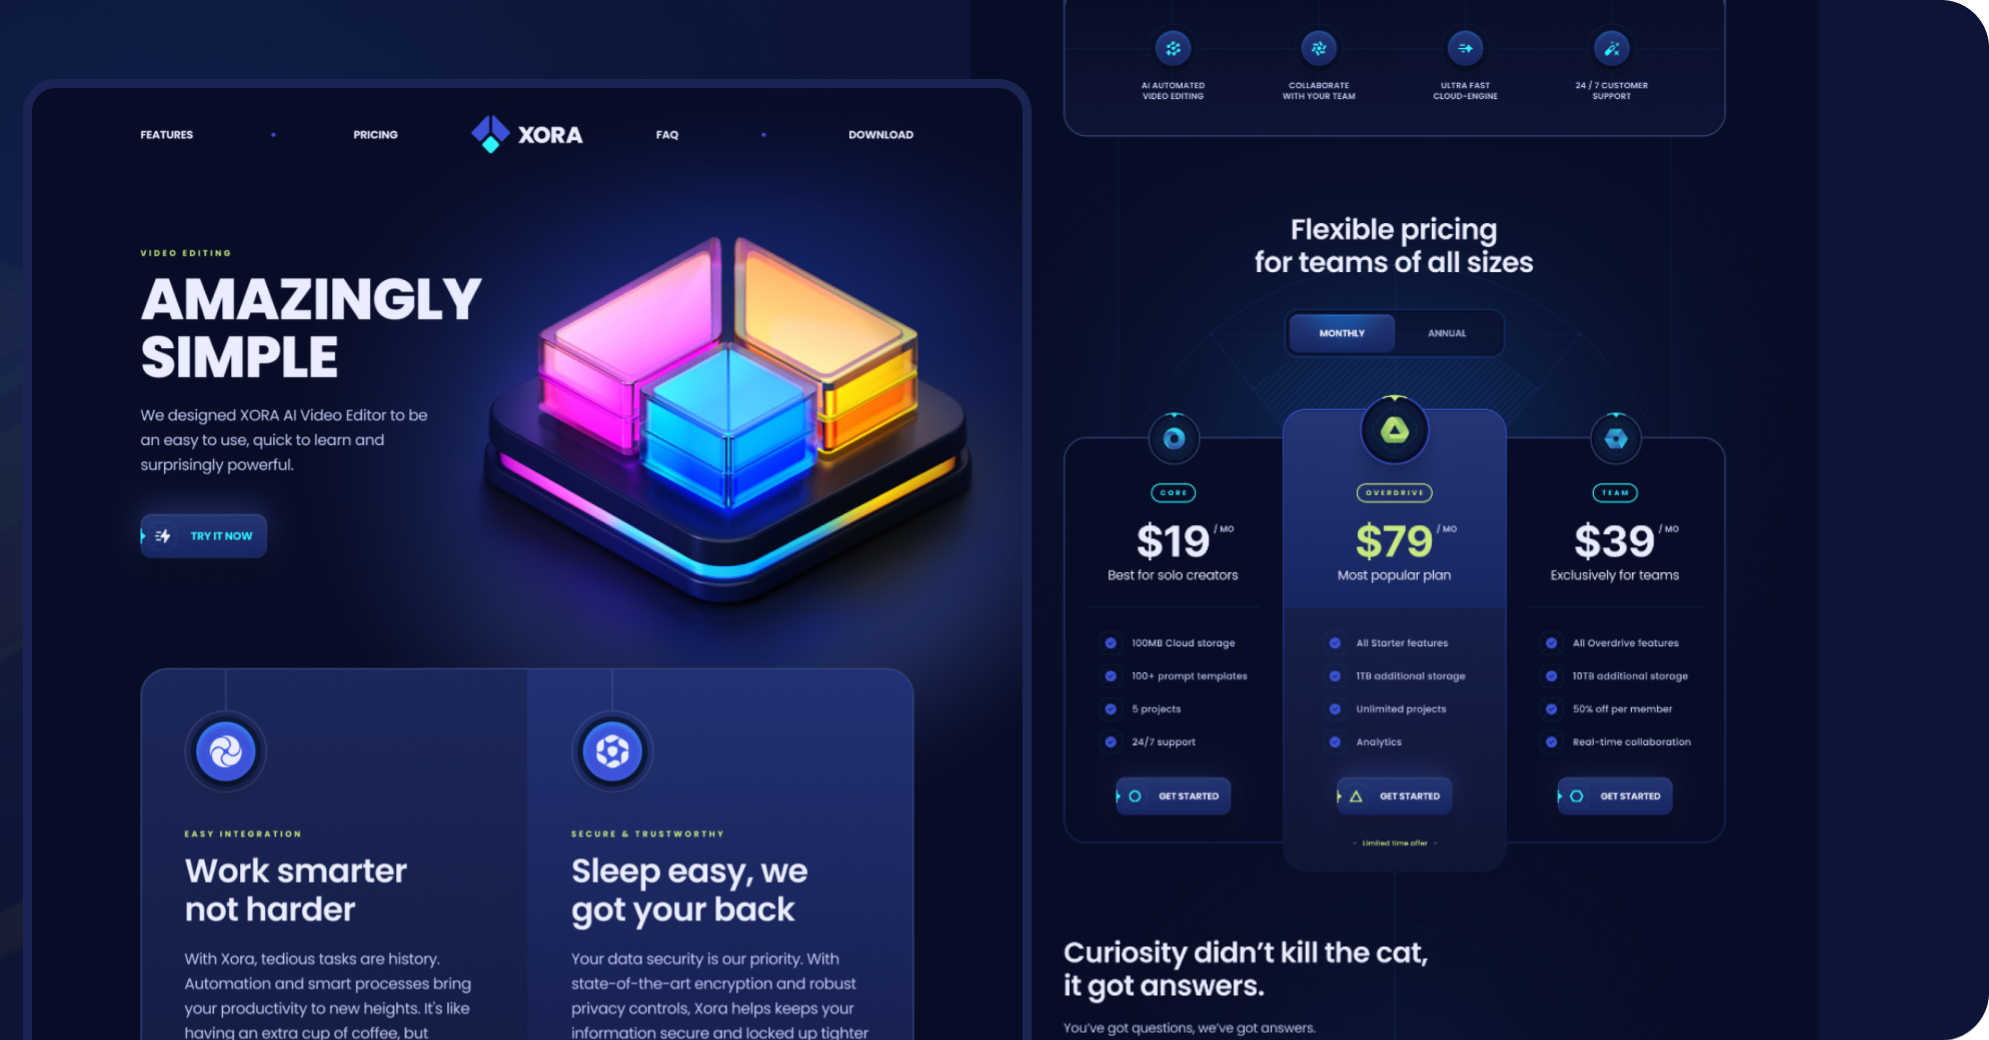 FEATURES
PRICING
XORA
FAQ
DOWNLOAD
VIDEO EDITING
AMAZINGLY
SIMPLE
We designed XORA AI Video Editor to be
an easy to use, quick to learn and
surprisingly powerful.
TRY IT NOW
EASY INTEGRATION
Work smarter
not harder
With Xora, tedious tasks are history.
Automation and smart processes bring
your productivity to new heights. It's like
having an extra cup of coffee, but
SECURE & TRUSTWORTHY
Sleep easy, we
got your back
Your data security is our priority. With
state-of-the-art encryption and robust
privacy controls, Xora helps keeps your
information secure and locked up tighter
AI AUTOMATED
VIDEO EDITING
COLLABORATE
WITH YOUR TEAM
ULTRA FAST
CLOUD-ENGINE
24 / 7 CUSTOMER
SUPPORT
Flexible pricing
for teams of all sizes
MONTHLY
ANNUAL
CORE
$19 / MO
Best for solo creators
100MB Cloud storage
100+ prompt templates
5 projects
24/7 support
GET STARTED
OVERDRIVE
$79 / MO
Most popular plan
All Starter features
1TB additional storage
Unlimited projects
Analytics
GET STARTED
- Limited time offer -
TEAM
$39 / MO
Exclusively for teams
All Overdrive features
10TB additional storage
50% off per member
Real-time collaboration
GET STARTED
Curiosity didn’t kill the cat,
it got answers.
You’ve got questions, we’ve got answers.